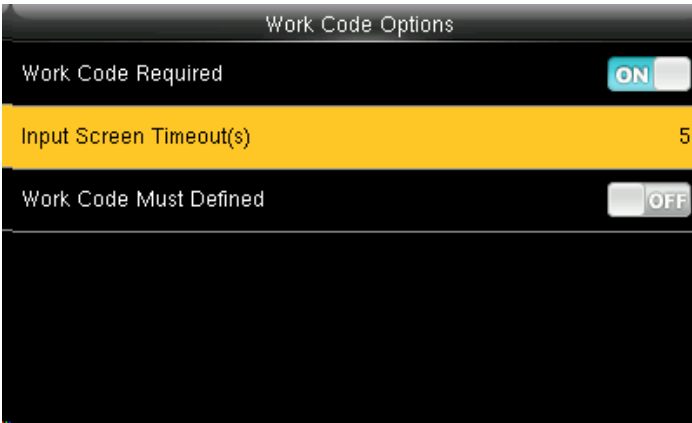 Work Code Options
Work Code Required ON
Input Screen Timeout(s) 5
Work Code Must Defined OFF